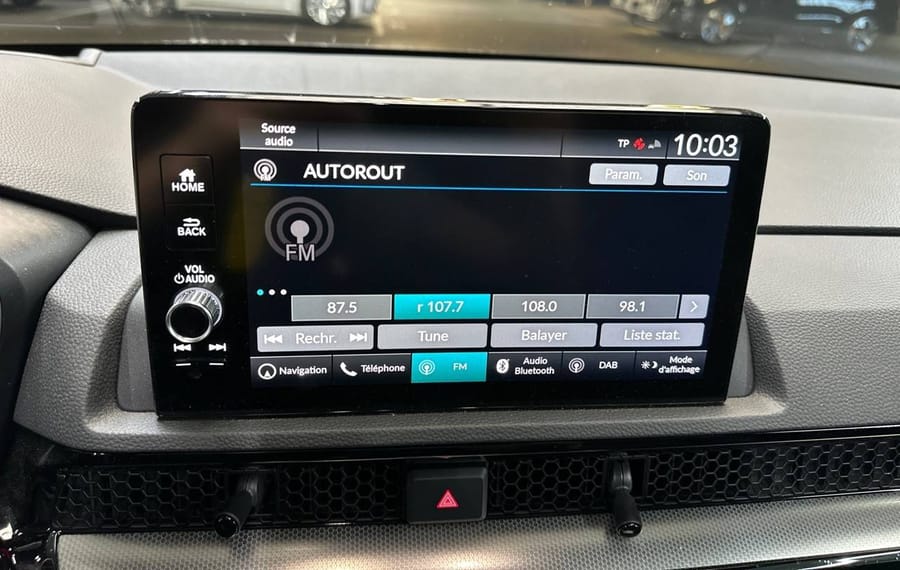 Source
audio
TP 10:03
AUTOROUT Param. Son
HOME
BACK
FM
VOL
AUDIO
87.5 r 107.7 108.0 98.1
Rechr. Tune Balayer Liste stat.
Navigation Téléphone FM Audio Bluetooth DAB Mode d'affichage